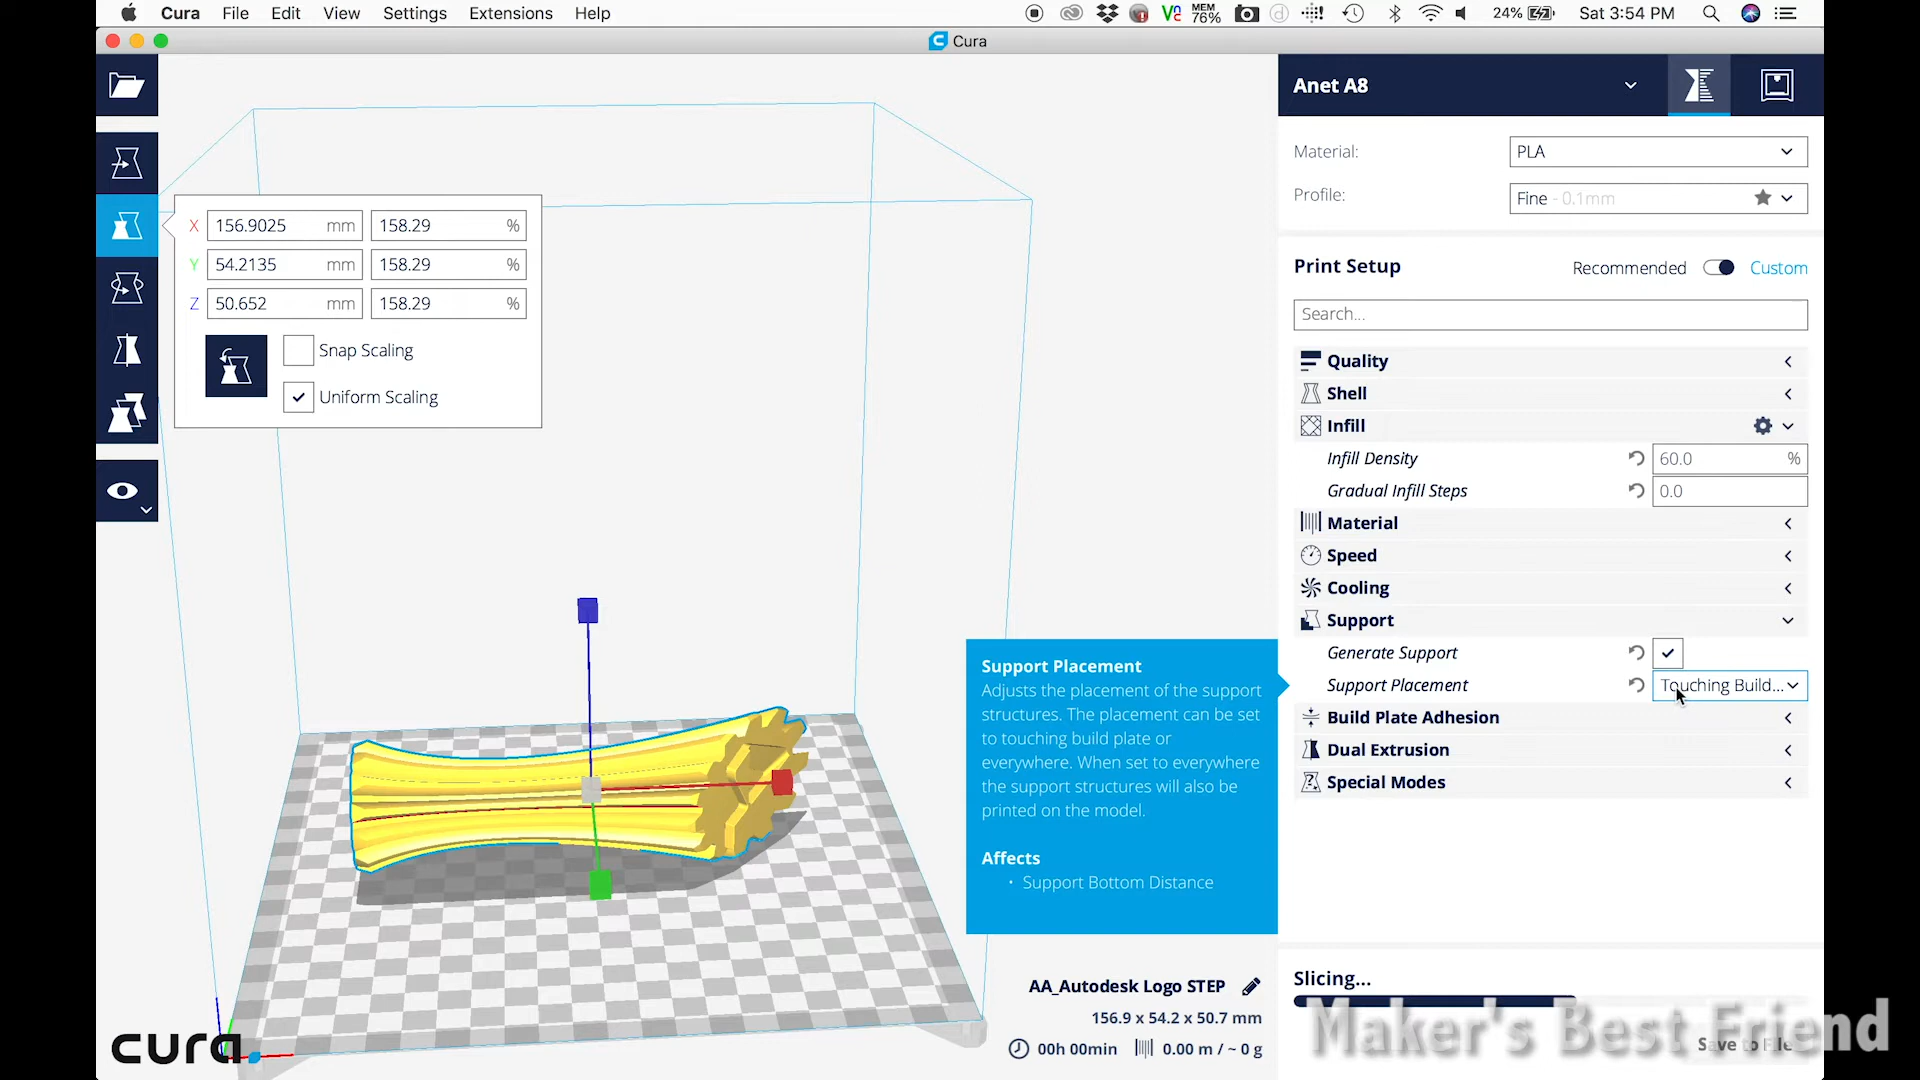 Cura File Edit View Settings Extensions Help
MEM
76%
24%
Sat 3:54 PM
Cura
Anet A8
Material:
PLA
Profile:
Fine - 0.1mm
X 156.9025 mm 158.29 %
Y 54.2135 mm 158.29 %
Z 50.652 mm 158.29 %
Snap Scaling
Uniform Scaling
Print Setup
Recommended
Custom
Search...
Quality
Shell
Infill
Infill Density 60.0 %
Gradual Infill Steps 0.0
Material
Speed
Cooling
Support
Generate Support
Support Placement Touching Build...
Build Plate Adhesion
Dual Extrusion
Special Modes
Support Placement
Adjusts the placement of the support
structures. The placement can be set
to touching build plate or
everywhere. When set to everywhere
the support structures will also be
printed on the model.
Affects
· Support Bottom Distance
AA_Autodesk Logo STEP
156.9 x 54.2 x 50.7 mm
00h 00min 0.00 m / ~ 0 g
Slicing...
Save to File
Maker's Best Friend
cura.